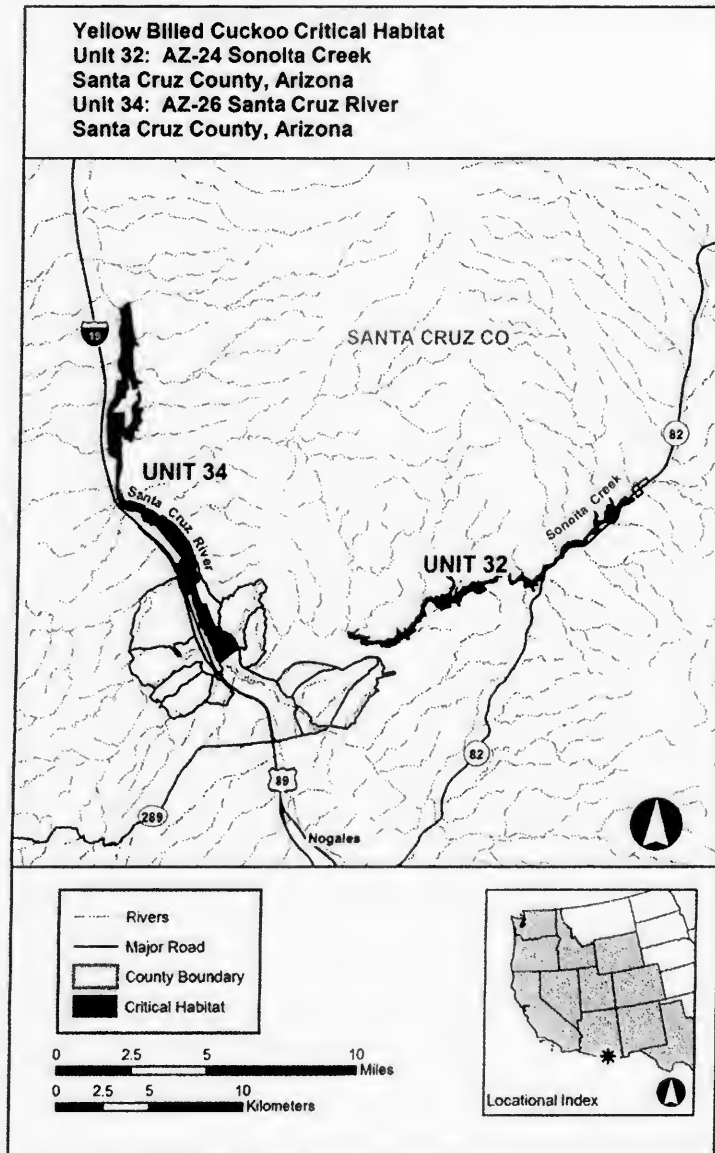 Yellow Billed Cuckoo Critical Habitat
Unit 32: AZ-24 Sonoita Creek
Santa Cruz County, Arizona
Unit 34: AZ-26 Santa Cruz River
Santa Cruz County, Arizona
19
SANTA CRUZ CO
82
UNIT 34
Santa Cruz River
Sonoita Creek
UNIT 32
82
89
289
Nogales
Rivers
Major Road
County Boundary
Critical Habitat
0 2.5 5 10
Miles
0 2.5 5 10
Kilometers
Locational Index